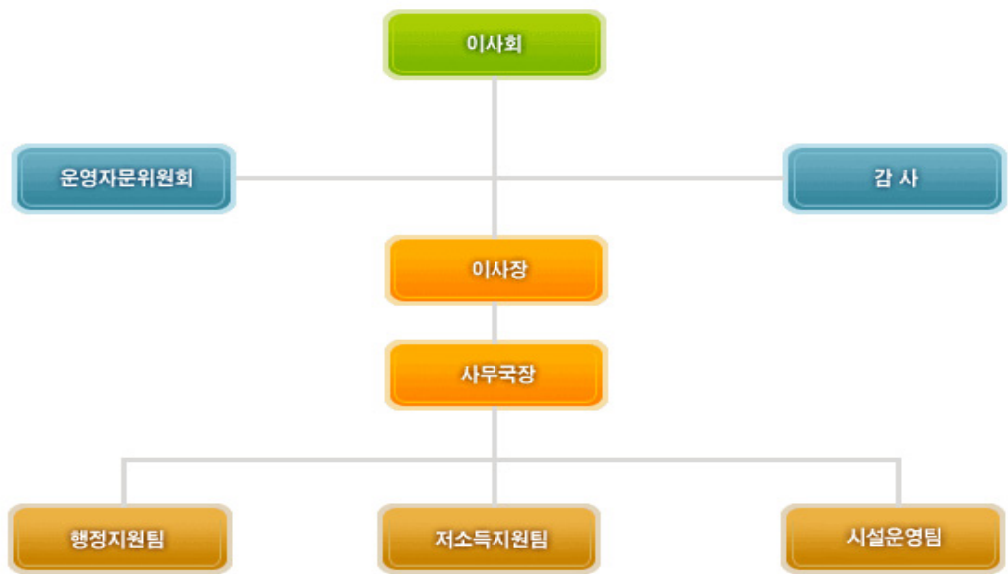 이사회
운영자문위원회
감 사
이사장
사무국장
행정지원팀
저소득지원팀
시설운영팀